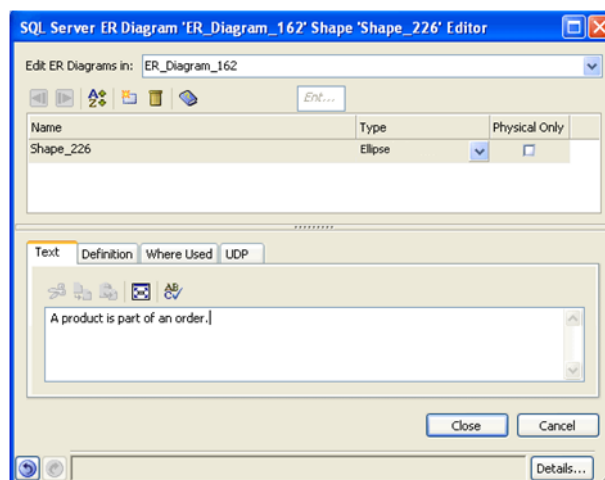 SQL Server ER Diagram 'ER_Diagram_162' Shape 'Shape_226' Editor
Edit ER Diagrams in: ER_Diagram_162
Ent...
Name Type Physical Only
Shape_226 Ellipse
Text Definition Where Used UDP
A product is part of an order.
Close Cancel
Details...